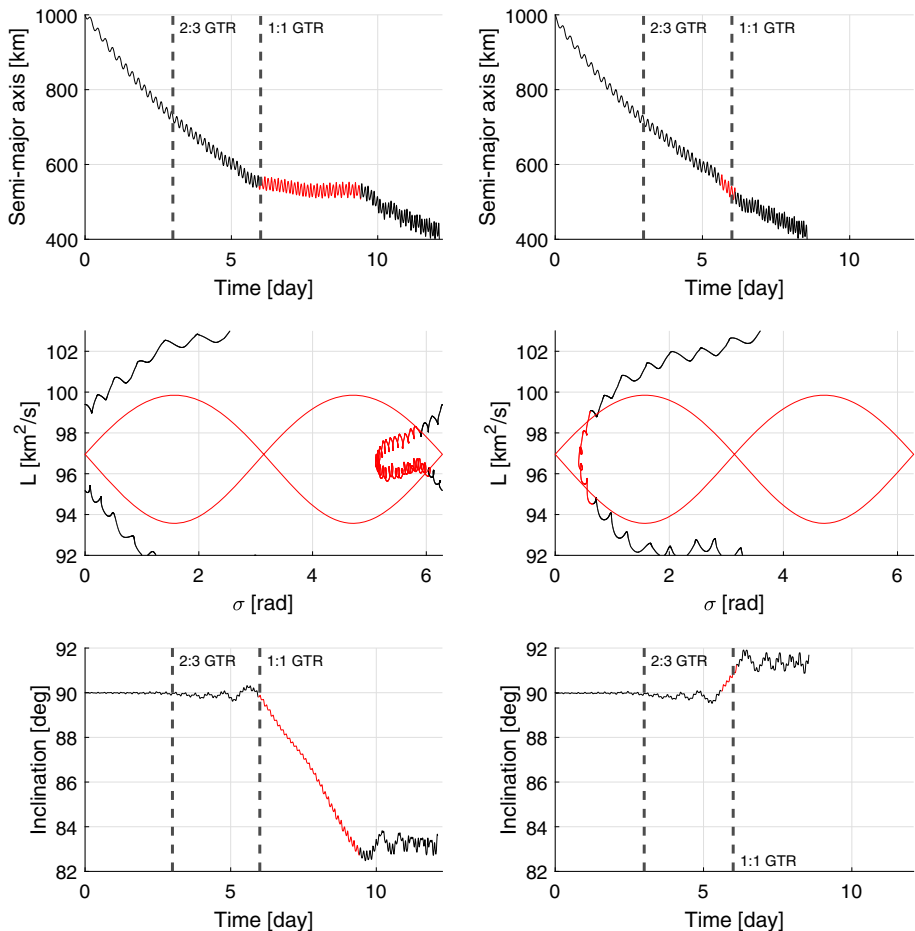 1000
800
600
400
Semi-major axis [km]
2:3 GTR
1:1 GTR
0
5
10
Time [day]
1000
800
600
400
Semi-major axis [km]
2:3 GTR
1:1 GTR
0
5
10
Time [day]
102
100
98
96
94
92
L [km²/s]
0
2
4
6
σ [rad]
102
100
98
96
94
92
L [km²/s]
0
2
4
6
σ [rad]
92
90
88
86
84
82
Inclination [deg]
2:3 GTR
1:1 GTR
0
5
10
Time [day]
92
90
88
86
84
82
Inclination [deg]
2:3 GTR
1:1 GTR
0
5
10
Time [day]